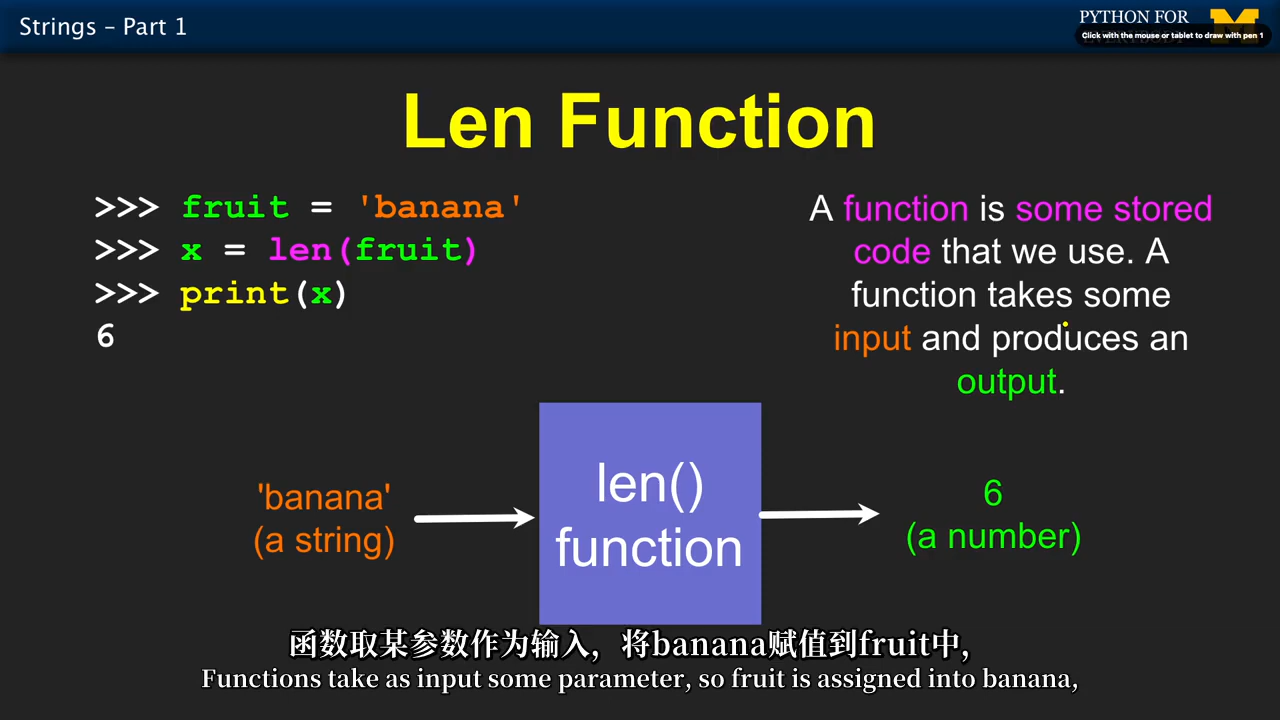 Strings – Part 1
PYTHON FOR
Click with the mouse or tablet to draw with pen 1
Len Function
>>> fruit = 'banana'
>>> x = len(fruit)
>>> print(x)
6
A function is some stored
code that we use. A
function takes some
input and produces an
output.
'banana'
(a string)
len()
function
6
(a number)
函数取某参数作为输入，将banana赋值到fruit中，
Functions take as input some parameter, so fruit is assigned into banana,